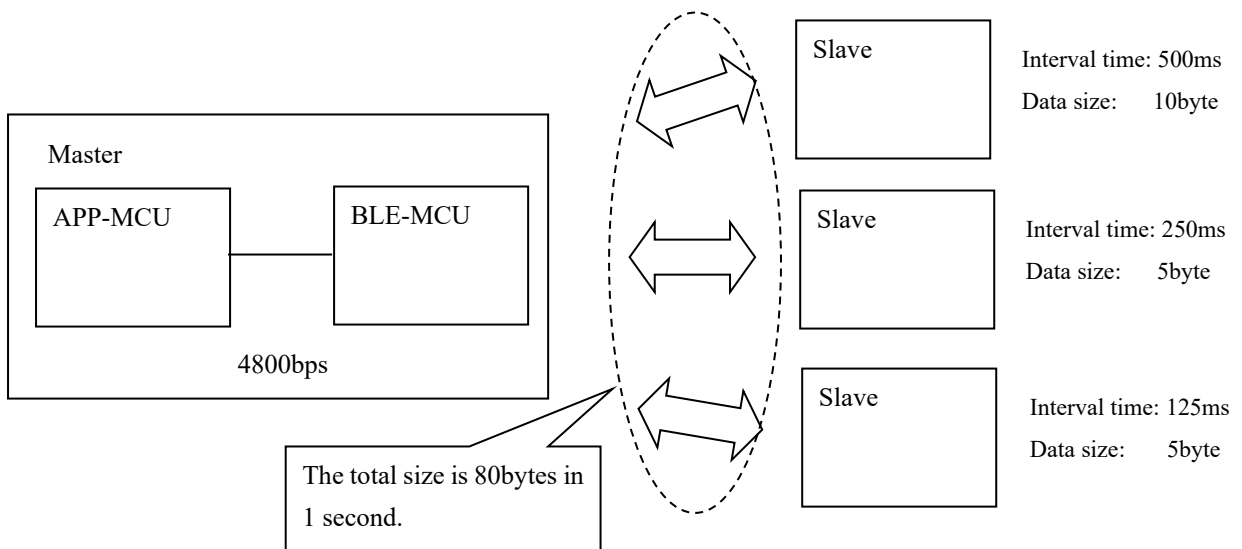 Master
APP-MCU
BLE-MCU
4800bps
The total size is 80bytes in
1 second.
Slave
Interval time: 500ms
Data size: 10byte
Slave
Interval time: 250ms
Data size: 5byte
Slave
Interval time: 125ms
Data size: 5byte